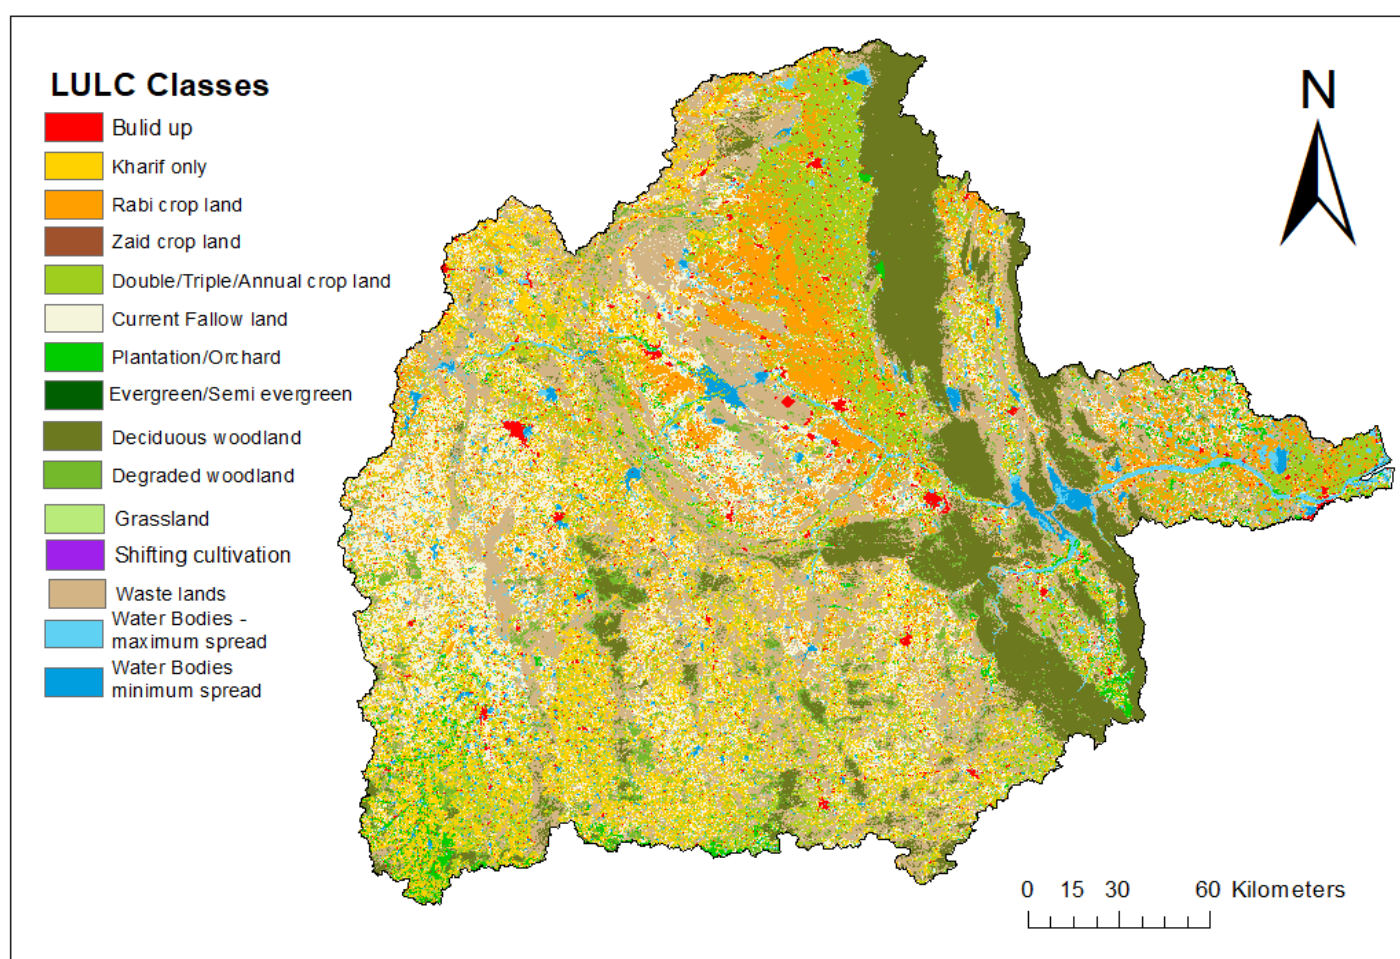 LULC Classes
Bulid up
Kharif only
Rabi crop land
Zaid crop land
Double/Triple/Annual crop land
Current Fallow land
Plantation/Orchard
Evergreen/Semi evergreen
Deciduous woodland
Degraded woodland
Grassland
Shifting cultivation
Waste lands
Water Bodies -
maximum spread
Water Bodies
minimum spread
N
0 15 30 60 Kilometers